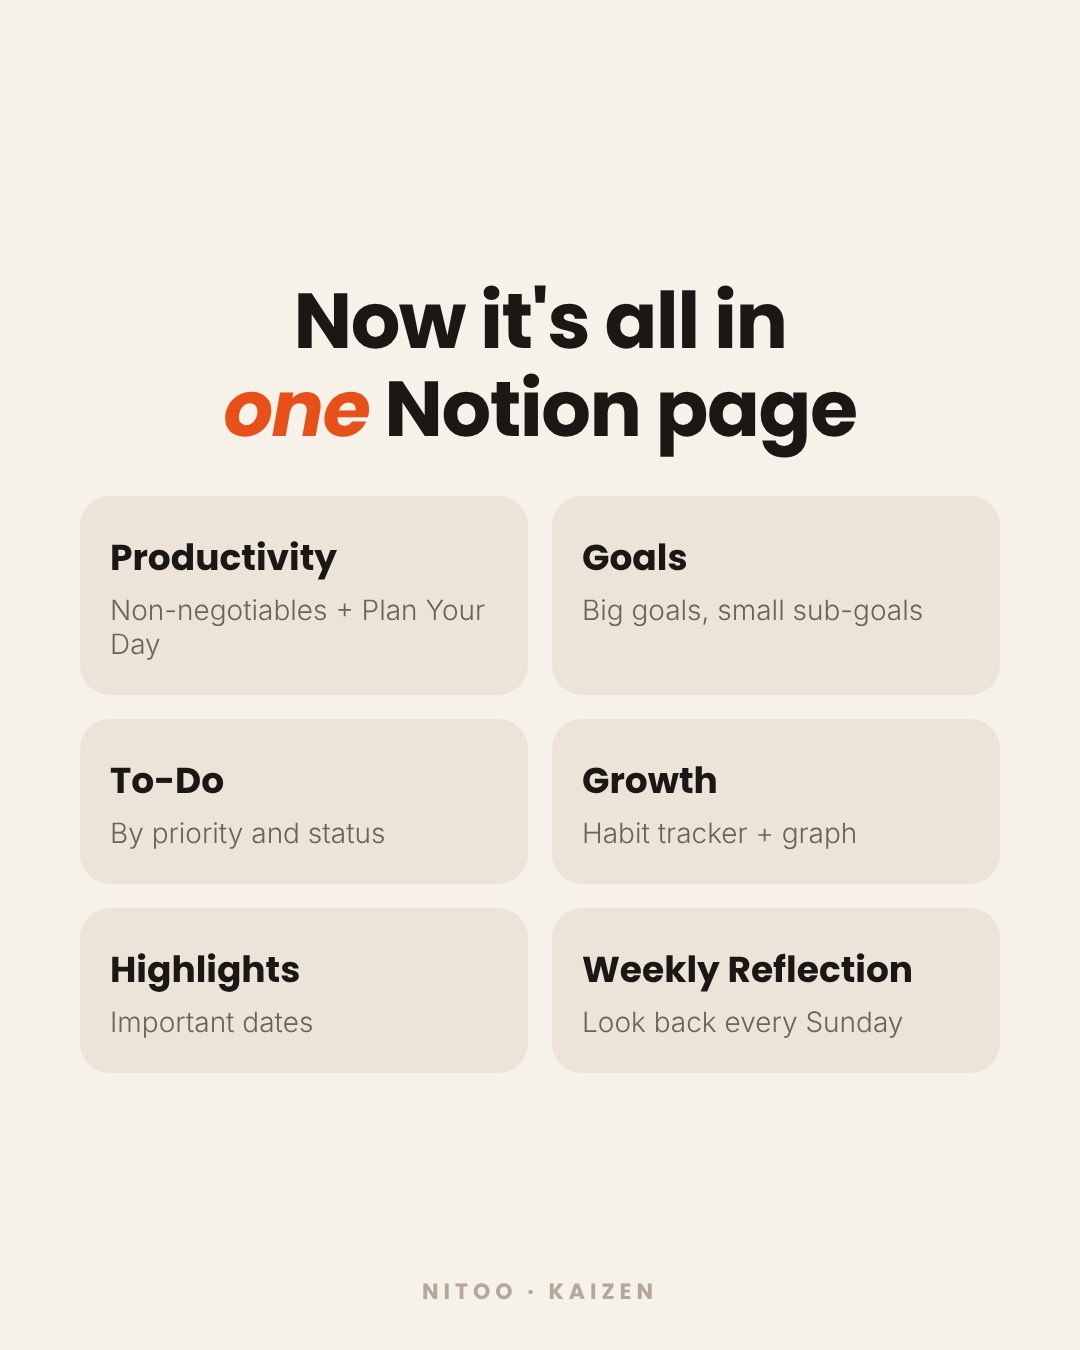 Now it's all in
one Notion page
Productivity
Non-negotiables + Plan Your
Day
Goals
Big goals, small sub-goals
To-Do
By priority and status
Growth
Habit tracker + graph
Highlights
Important dates
Weekly Reflection
Look back every Sunday
NITOO · KAIZEN